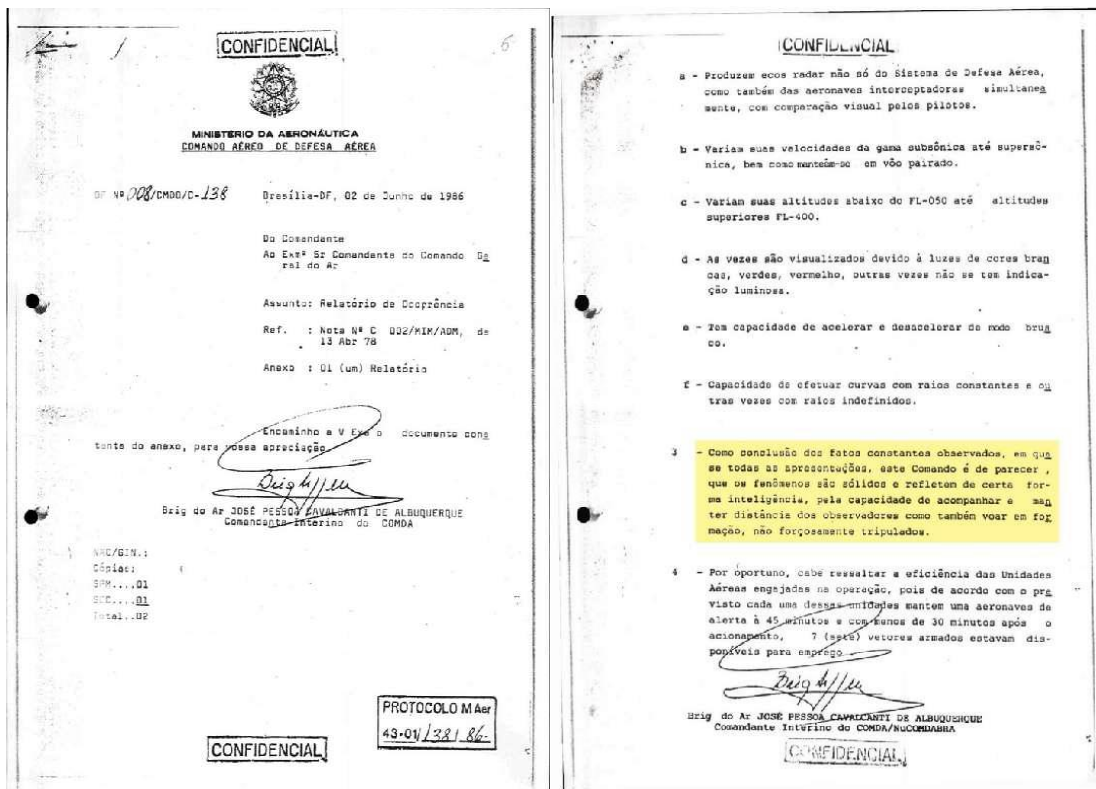 CONFIDENCIAL
MINISTÉRIO DA AERONÁUTICA
COMANDO AÉREO DE DEFESA AÉREA
OF Nº 008/CMDO/C-138 Brasília-DF, 02 de Junho de 1986
Do Comandante
Ao Exmº Sr Comandante do Comando Ge
ral do Ar
Assunto: Relatório de Ocorrência
Ref. : Nota Nº C 002/MIM/ADM, de
13 Abr 78
Anexo : 01 (um) Relatório
Encaminho a V Exª o documento cons
tante do anexo, para vossa apreciação
Brig do Ar JOSÉ PESSOA CAVALCANTI DE ALBUQUERQUE
Comandante Interino do COMDA
Cópias:
01
01
Total..02
PROTOCOLO M Aer
43-01/138/86-
CONFIDENCIAL
CONFIDENCIAL
a - Produzem ecos radar não só do Sistema de Defesa Aérea,
como também das aeronaves interceptadoras simultanea
mente, com comparação visual pelos pilotos.
b - Variam suas velocidades da gama subsônica até supersô-
nica, bem como mantêm-se em vôo pairado.
c - Variam suas altitudes abaixo do FL-050 até altitudes
superiores FL-400.
d - As vezes são visualizados devido à luzes de cores bran
cas, verdes, vermelho, outras vezes não se tem indica-
ção luminosa.
e - Tem capacidade de acelerar e desacelerar de modo brus
co.
f - Capacidade de efetuar curvas com raios constantes e ou
tras vezes com raios indefinidos.
3 - Como conclusão dos fatos constantes observados, em qua
se todas as apresentações, este Comando é de parecer ,
que os fenômenos são sólidos e refletem de certa for-
ma inteligência, pela capacidade de acompanhar e man
ter distância dos observadores como também voar em for
mação, não forçosamente tripulados.
4 - Por oportuno, cabe ressaltar a eficiência das Unidades
Aéreas engajadas na operação, pois de acordo com o pre
visto cada uma dessas unidades mantem uma aeronaves de
alerta à 45 minutos e com menos de 30 minutos após o
acionamento, 7 (sete) vetores armados estavam dis-
poníveis para emprego
Brig do Ar JOSÉ PESSOA CAVALCANTI DE ALBUQUERQUE
Comandante Interino do COMDA/NuCOMDABRA
CONFIDENCIAL